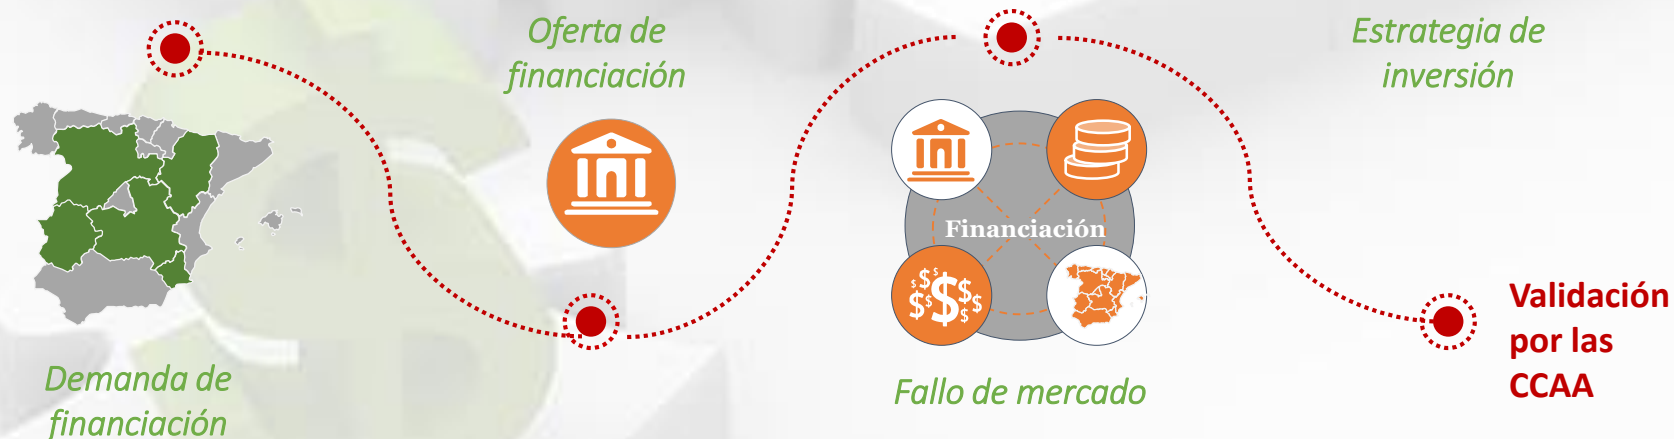 Demanda de
financiación
Oferta de
financiación
Financiación
Fallo de mercado
Estrategia de
inversión
Validación
por las
CCAA